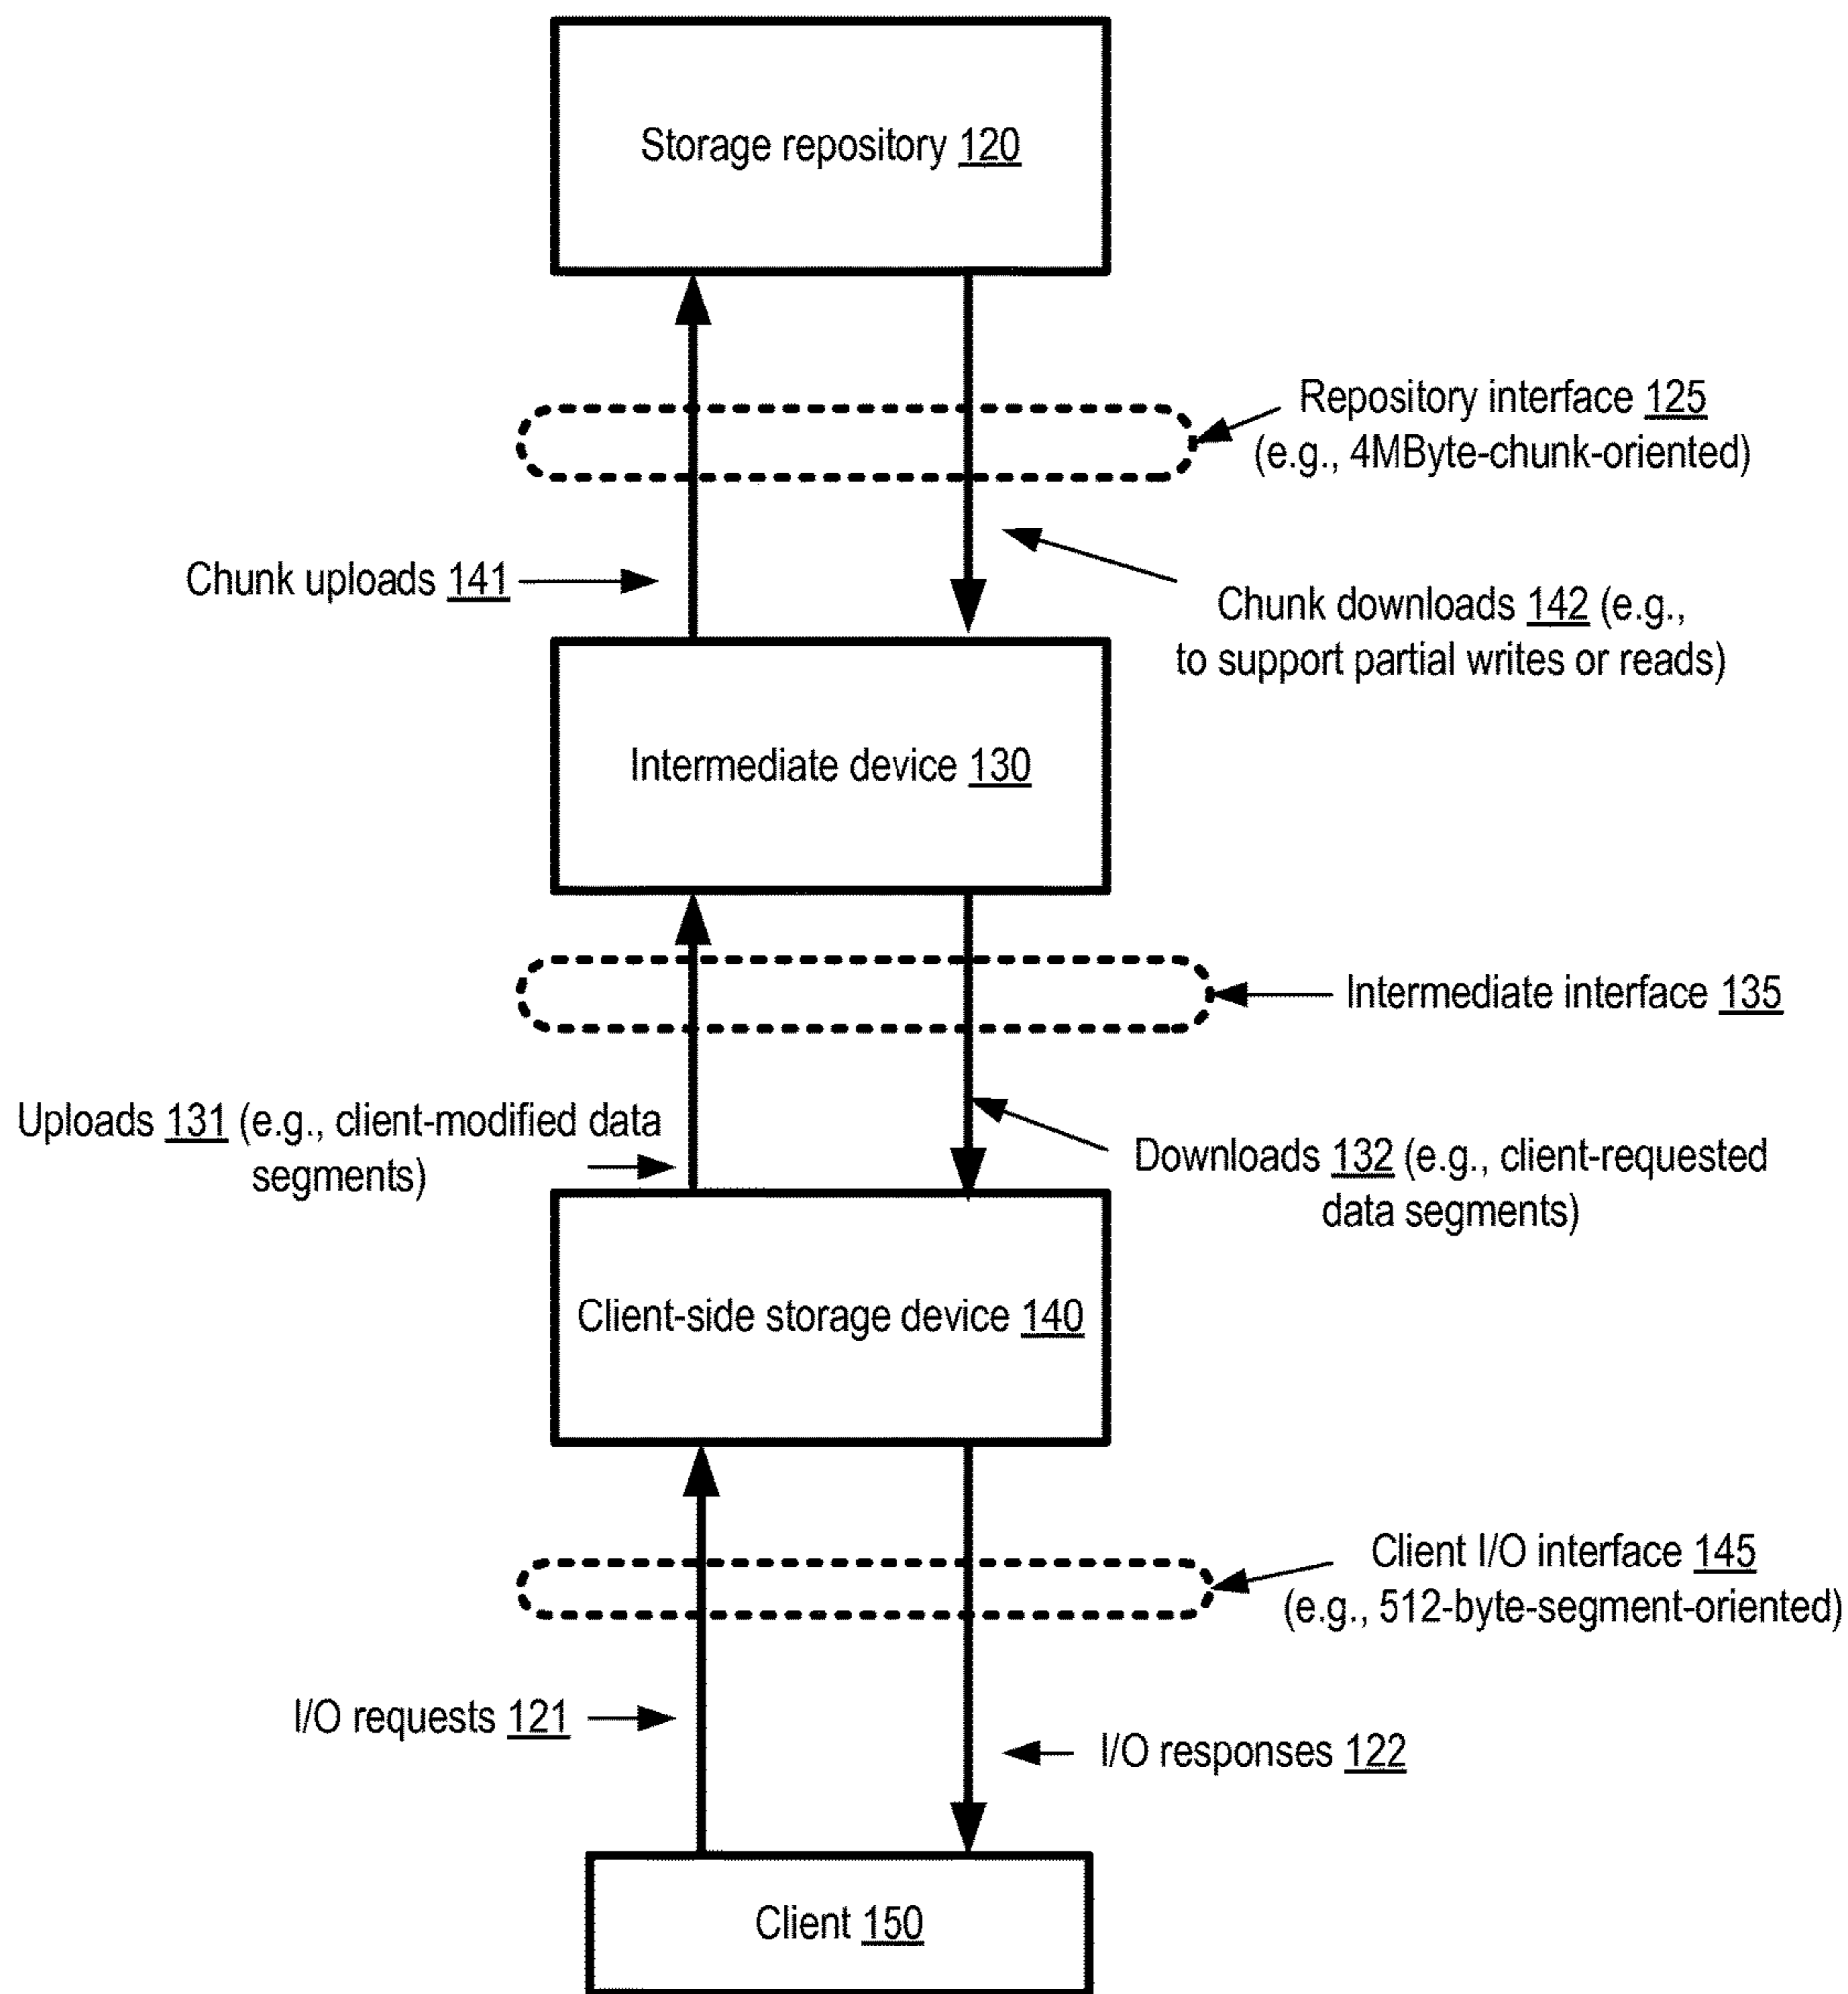 Storage repository 120
Repository interface 125
(e.g., 4MByte-chunk-oriented)
Chunk uploads 141
Chunk downloads 142 (e.g.,
to support partial writes or reads)
Intermediate device 130
Intermediate interface 135
Uploads 131 (e.g., client-modified data
segments)
Downloads 132 (e.g., client-requested
data segments)
Client-side storage device 140
Client I/O interface 145
(e.g., 512-byte-segment-oriented)
I/O requests 121
I/O responses 122
Client 150